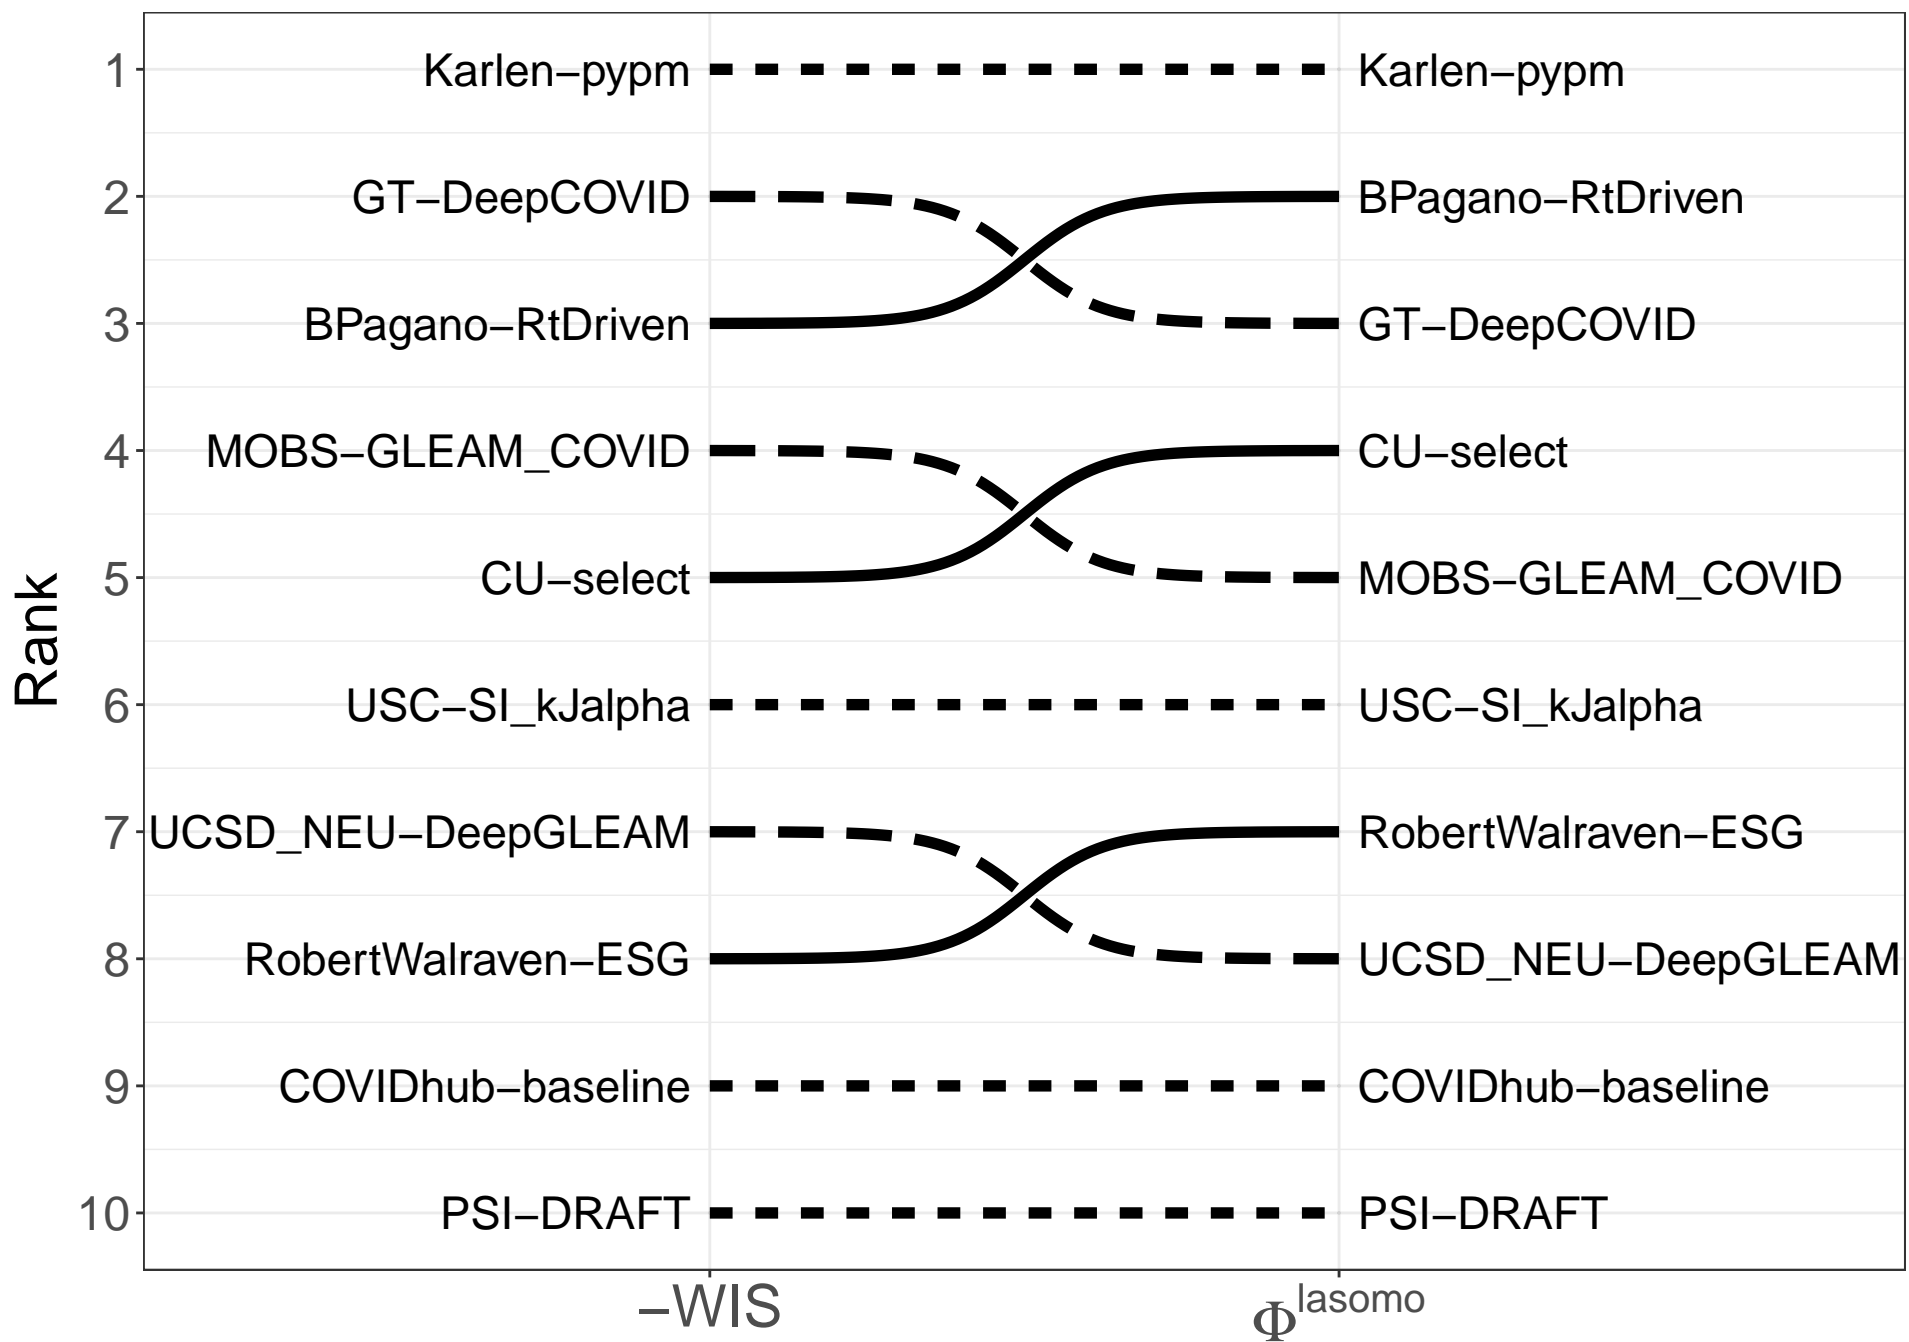 Rank
1 Karlen−pypm Karlen−pypm
2 GT−DeepCOVID BPagano−RtDriven
3 BPagano−RtDriven GT−DeepCOVID
4 MOBS−GLEAM_COVID CU−select
5 CU−select MOBS−GLEAM_COVID
6 USC−SI_kJalpha USC−SI_kJalpha
7 UCSD_NEU−DeepGLEAM RobertWalraven−ESG
8 RobertWalraven−ESG UCSD_NEU−DeepGLEAM
9 COVIDhub−baseline COVIDhub−baseline
10 PSI−DRAFT PSI−DRAFT
−WIS Φ^lasomo